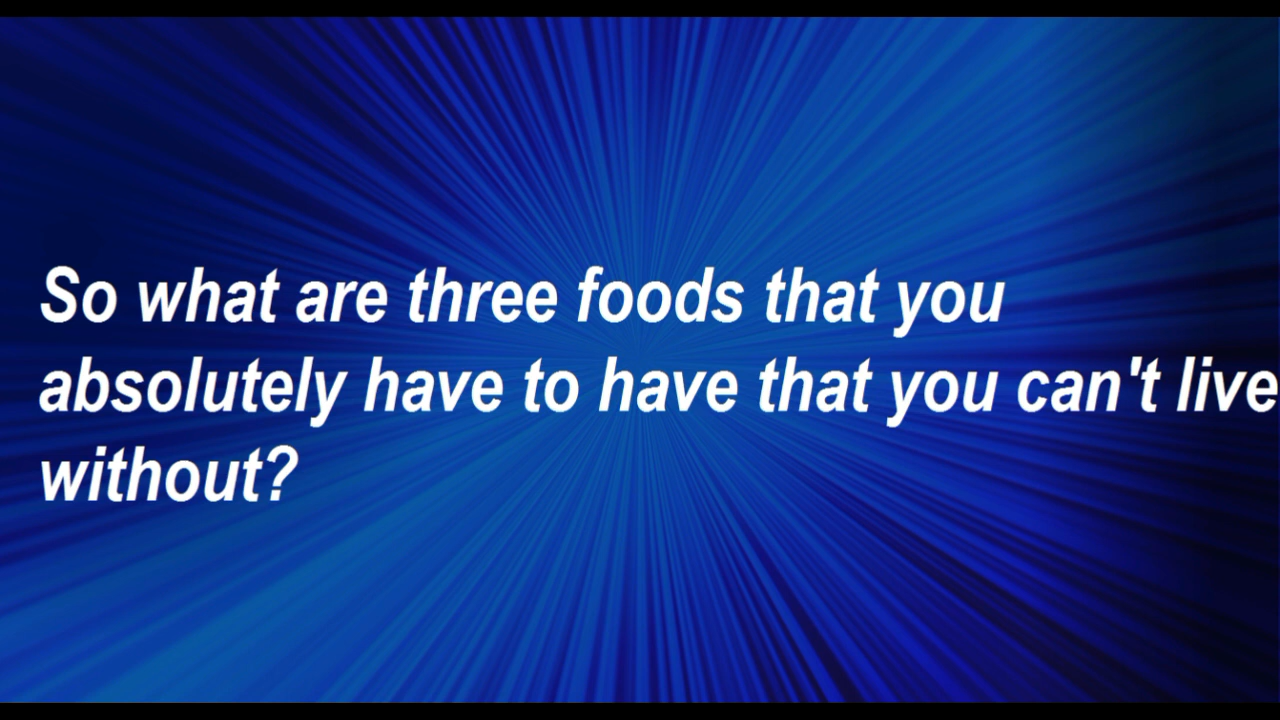 So what are three foods that you
absolutely have to have that you can't live
without?